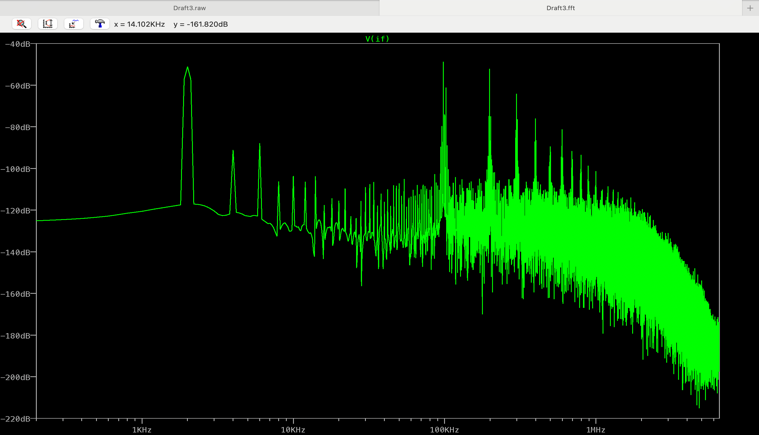 Draft3.raw Draft3.fft +
x = 14.102KHz y = -161.820dB
V(if)
-40dB
-60dB
-80dB
-100dB
-120dB
-140dB
-160dB
-180dB
-200dB
-220dB
1KHz 10KHz 100KHz 1MHz